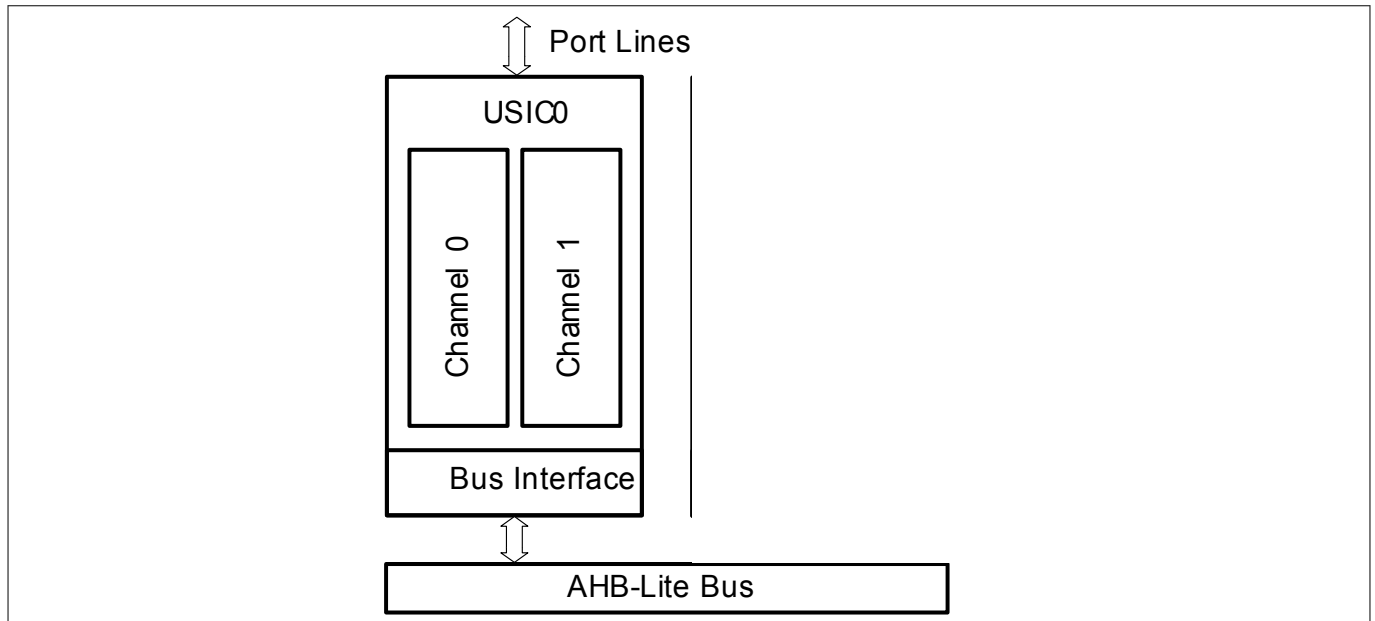 Port Lines
USIC0
Channel 0
Channel 1
Bus Interface
AHB-Lite Bus